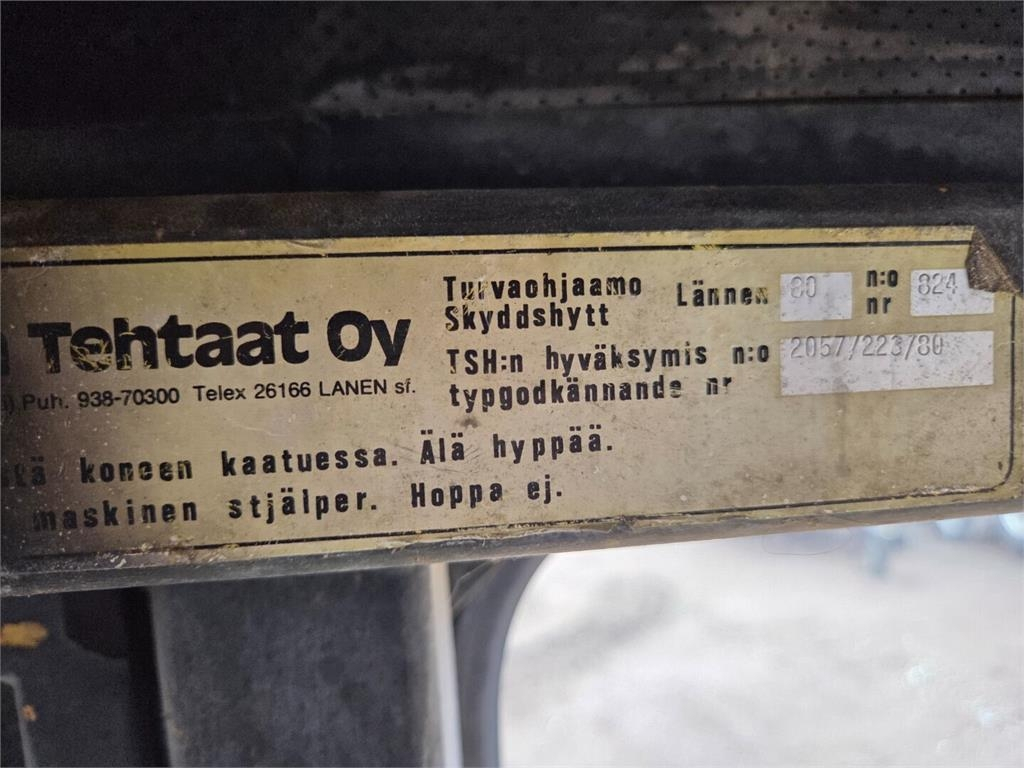 Tehtaat Oy
Puh. 938-70300 Telex 26166 LANEN sf.
Turvaohjaamo Lännen 80 n:o 824
Skyddshytt nr
TSH:n hyväksymis n:o 2057/223/80
typgodkännande nr
koneen kaatuessa. Älä hyppää.
maskinen stjälper. Hoppa ej.